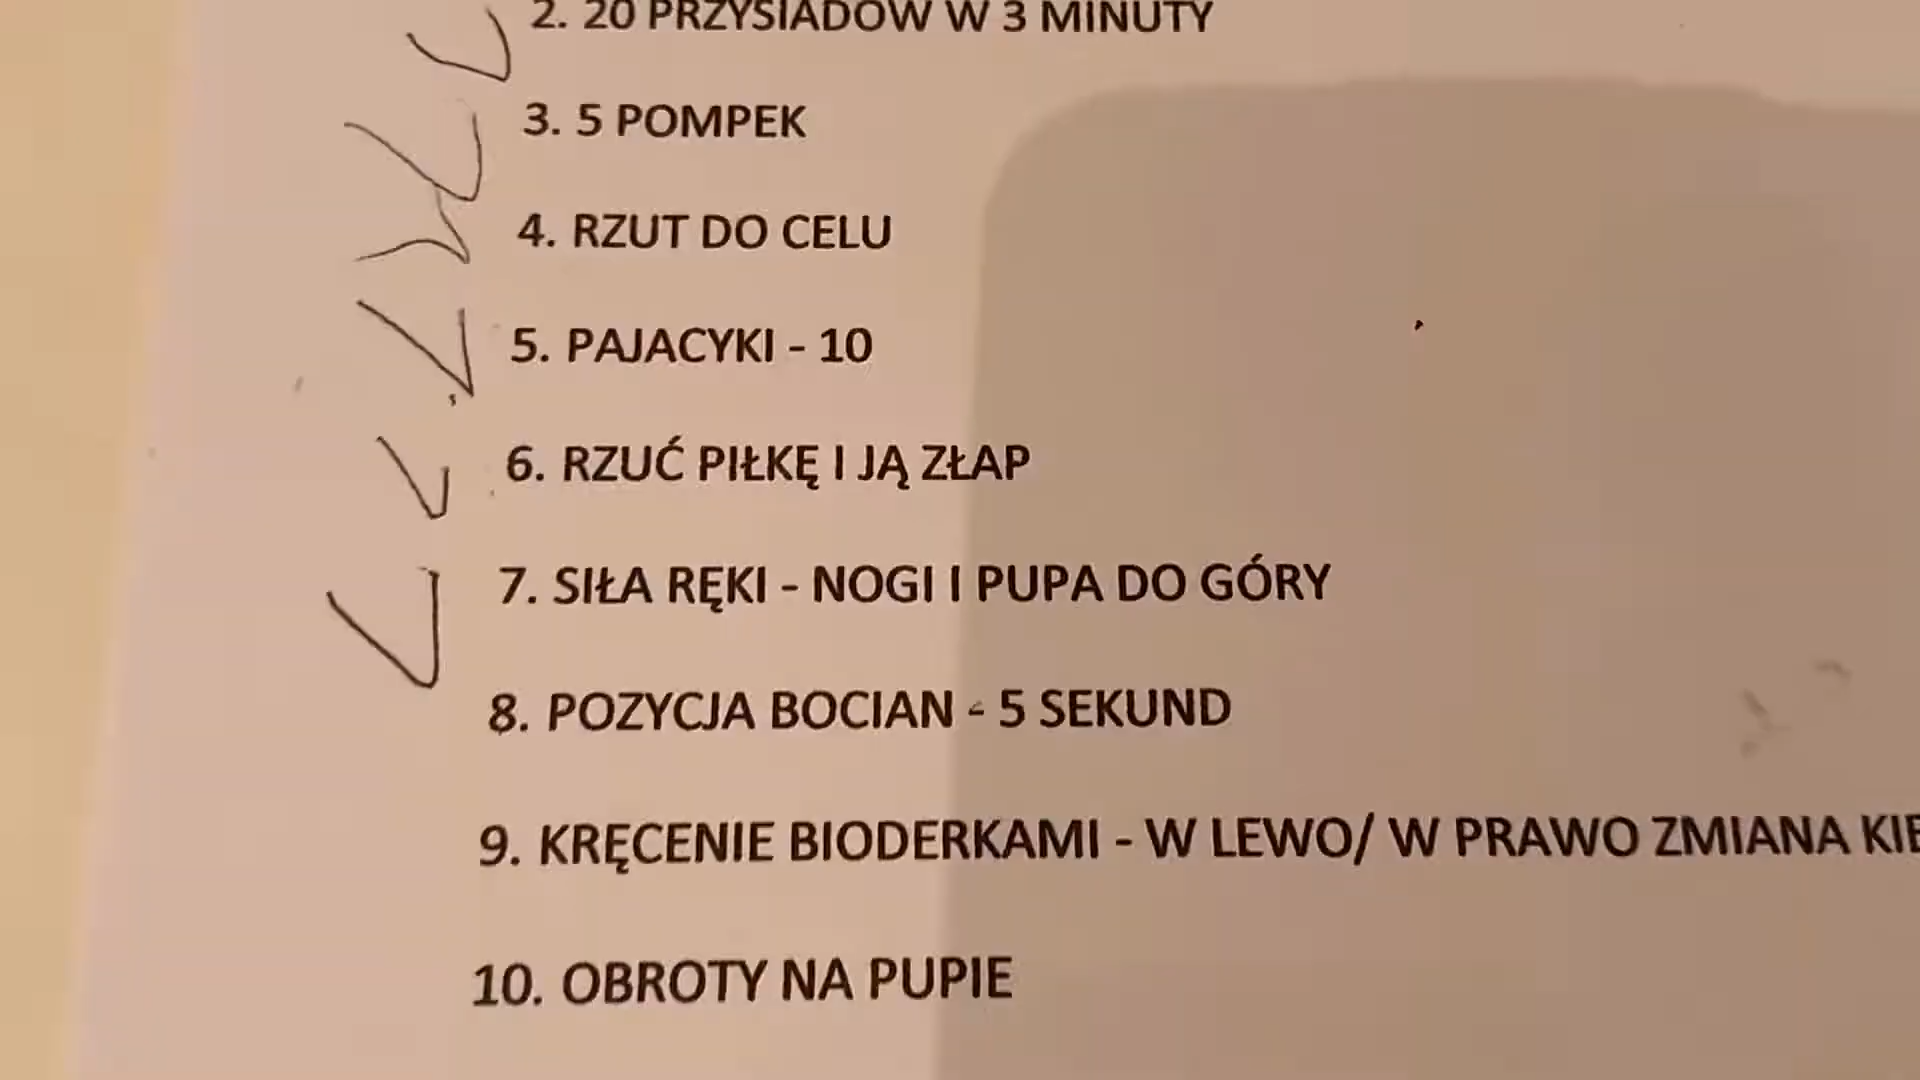 2. 20 PRZYSIADÓW W 3 MINUTY
3. 5 POMPEK
4. RZUT DO CELU
5. PAJACYKI - 10
6. RZUĆ PIŁKĘ I JĄ ZŁAP
7. SIŁA RĘKI - NOGI I PUPA DO GÓRY
8. POZYCJA BOCIAN - 5 SEKUND
9. KRĘCENIE BIODERKAMI - W LEWO/ W PRAWO ZMIANA
10. OBROTY NA PUPIE